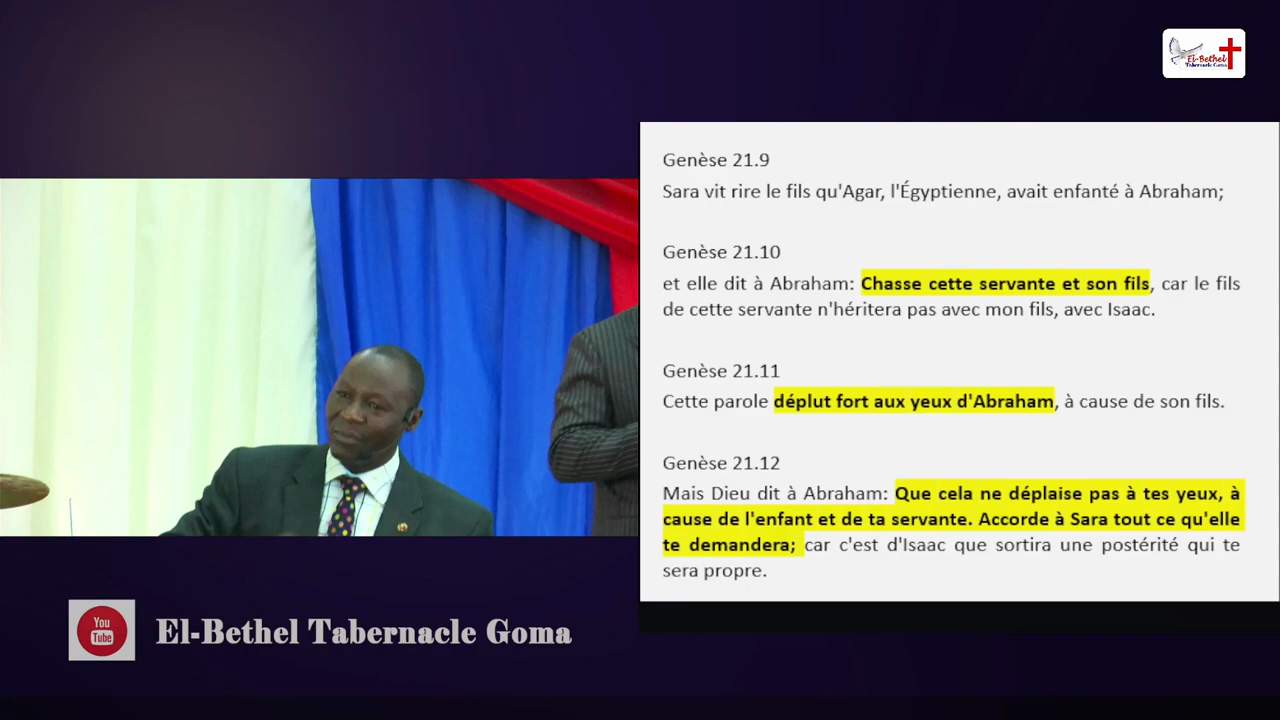 El-Bethel
Tabernacle Goma
Genèse 21.9
Sara vit rire le fils qu'Agar, l'Égyptienne, avait enfanté à Abraham;
Genèse 21.10
et elle dit à Abraham: Chasse cette servante et son fils, car le fils
de cette servante n'héritera pas avec mon fils, avec Isaac.
Genèse 21.11
Cette parole déplut fort aux yeux d'Abraham, à cause de son fils.
Genèse 21.12
Mais Dieu dit à Abraham: Que cela ne déplaise pas à tes yeux, à
cause de l'enfant et de ta servante. Accorde à Sara tout ce qu'elle
te demandera; car c'est d'Isaac que sortira une postérité qui te
sera propre.
You
Tube
El-Bethel Tabernacle Goma